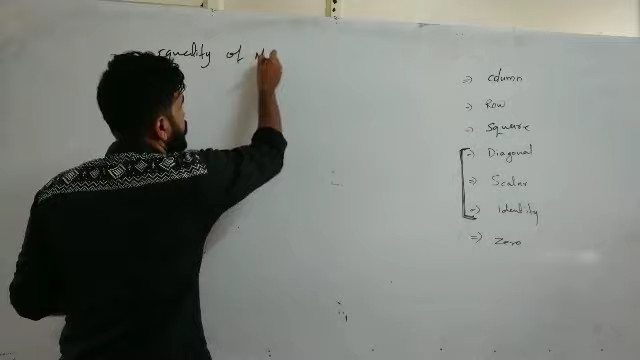 equality of
=> Column
=> Row
=> Square
=> Diagonal
=> Scalar
=> Identity
=> Zero